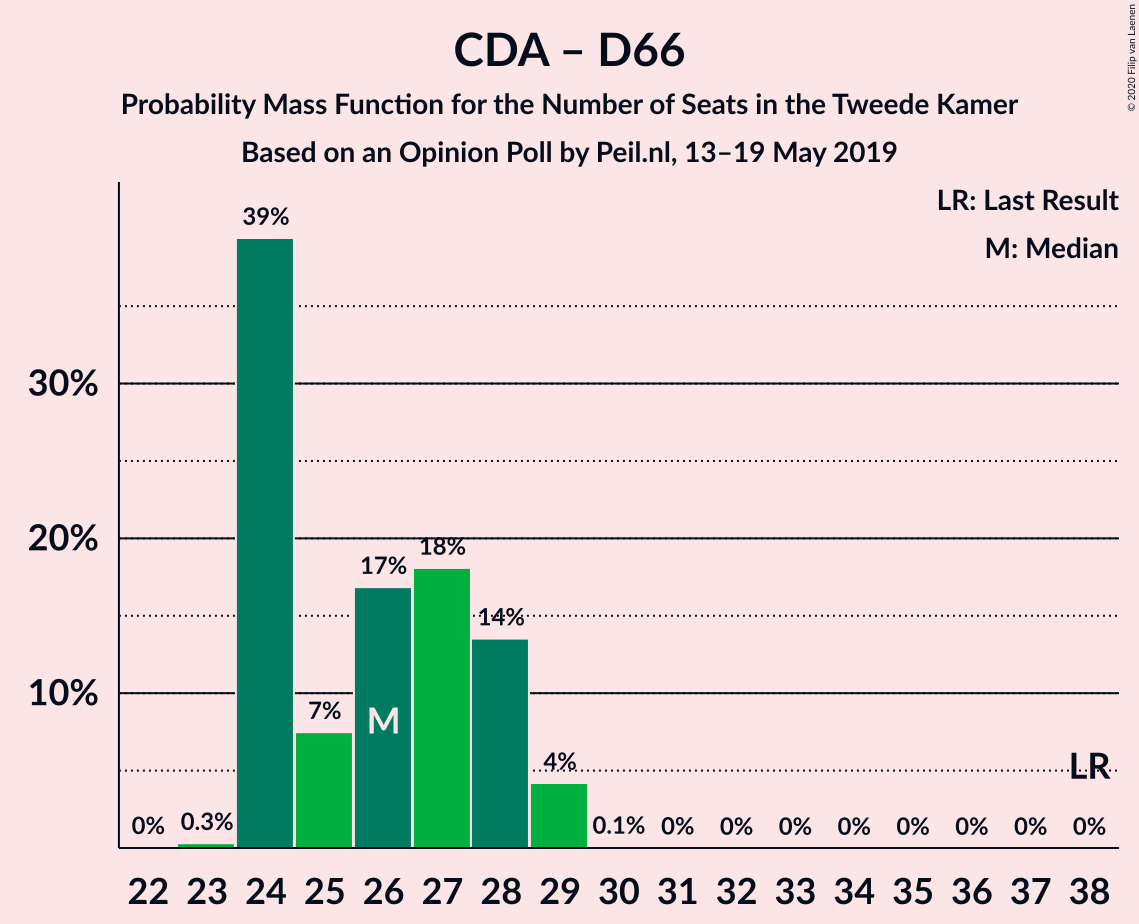 CDA – D66
Probability Mass Function for the Number of Seats in the Tweede Kamer
Based on an Opinion Poll by Peil.nl, 13–19 May 2019
© 2020 Filip van Laenen
LR: Last Result
M: Median
30%
20%
10%
0%
0.3%
39%
7%
17%
18%
14%
4%
0.1%
0%
0%
0%
0%
0%
0%
0%
0%
M
LR
22 23 24 25 26 27 28 29 30 31 32 33 34 35 36 37 38